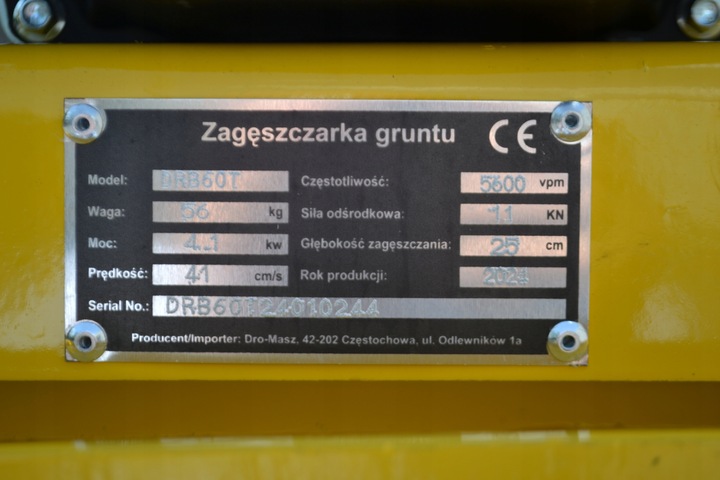 Zagęszczarka gruntu CE
Model: DRB60T Częstotliwość: 5600 vpm
Waga: 56 kg Siła odśrodkowa: 11 KN
Moc: 4.1 kw Głębokość zagęszczania: 25 cm
Prędkość: 41 cm/s Rok produkcji: 2024
Serial No.: DRB60T24010244
Producent/Importer: Dro-Masz, 42-202 Częstochowa, ul. Odlewników 1a